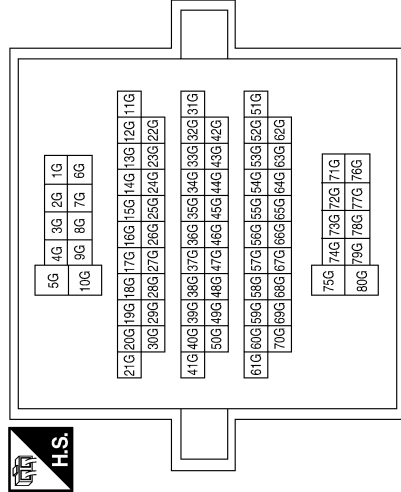 H.S.
5G 4G 3G 2G 1G
10G 9G 8G 7G 6G
21G 20G 19G 18G 17G 16G 15G 14G 13G 12G 11G
30G 29G 28G 27G 26G 25G 24G 23G 22G
41G 40G 39G 38G 37G 36G 35G 34G 33G 32G 31G
50G 49G 48G 47G 46G 45G 44G 43G 42G
61G 60G 59G 58G 57G 56G 55G 54G 53G 52G 51G
70G 69G 68G 67G 66G 65G 64G 63G 62G
75G 74G 73G 72G 71G
80G 79G 78G 77G 76G